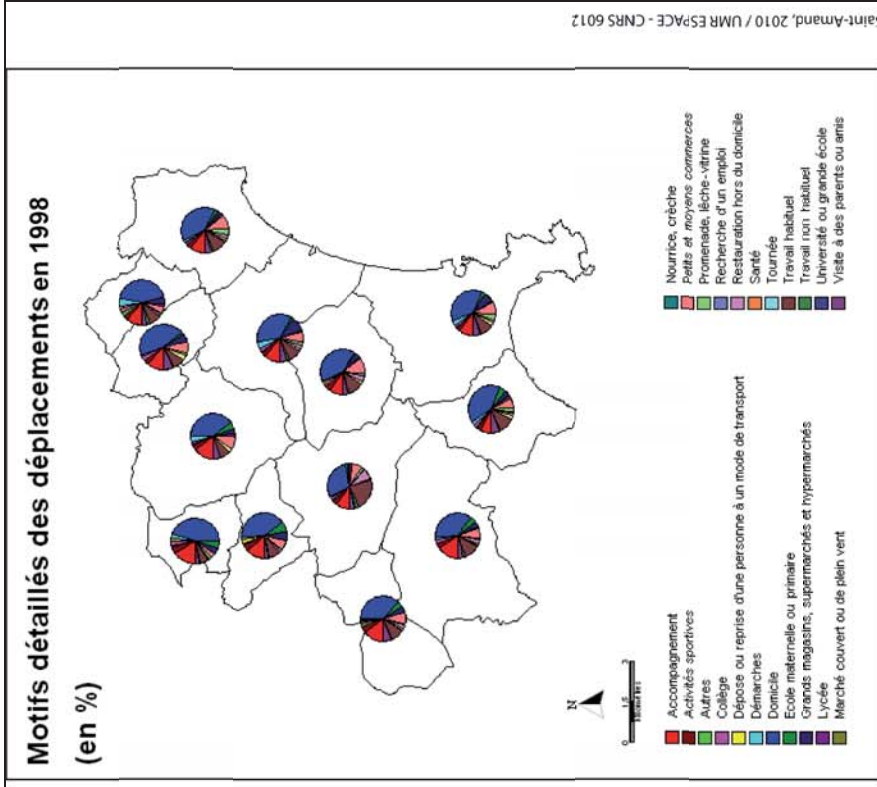 Motifs détaillés des déplacements en 1998
(en %)
N
0 1,5 3
Kilomètres
Accompagnement
Activités sportives
Autres
Collège
Dépose ou reprise d'une personne à un mode de transport
Démarches
Domicile
Ecole maternelle ou primaire
Grands magasins, supermarchés et hypermarchés
Lycée
Marché couvert ou de plein vent
Nourrice, crèche
Petits et moyens commerces
Promenade, lèche-vitrine
Recherche d'un emploi
Restauration hors du domicile
Santé
Tournée
Travail habituel
Travail non habituel
Université ou grande école
Visite à des parents ou amis
Saint-Amand, 2010 / UMR ESPACE - CNRS 6012